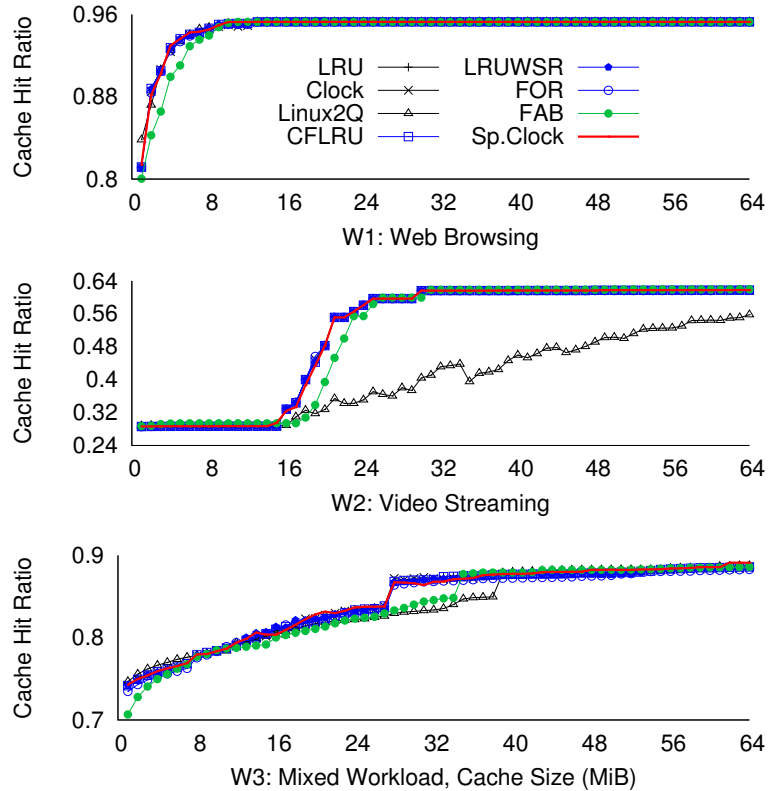 0.96
0.88
0.8
Cache Hit Ratio
LRU
Clock
Linux2Q
CFLRU
LRUWSR
FOR
FAB
Sp.Clock
0 8 16 24 32 40 48 56 64
W1: Web Browsing
0.64
0.56
0.48
0.4
0.32
0.24
Cache Hit Ratio
0 8 16 24 32 40 48 56 64
W2: Video Streaming
0.9
0.8
0.7
Cache Hit Ratio
0 8 16 24 32 40 48 56 64
W3: Mixed Workload, Cache Size (MiB)